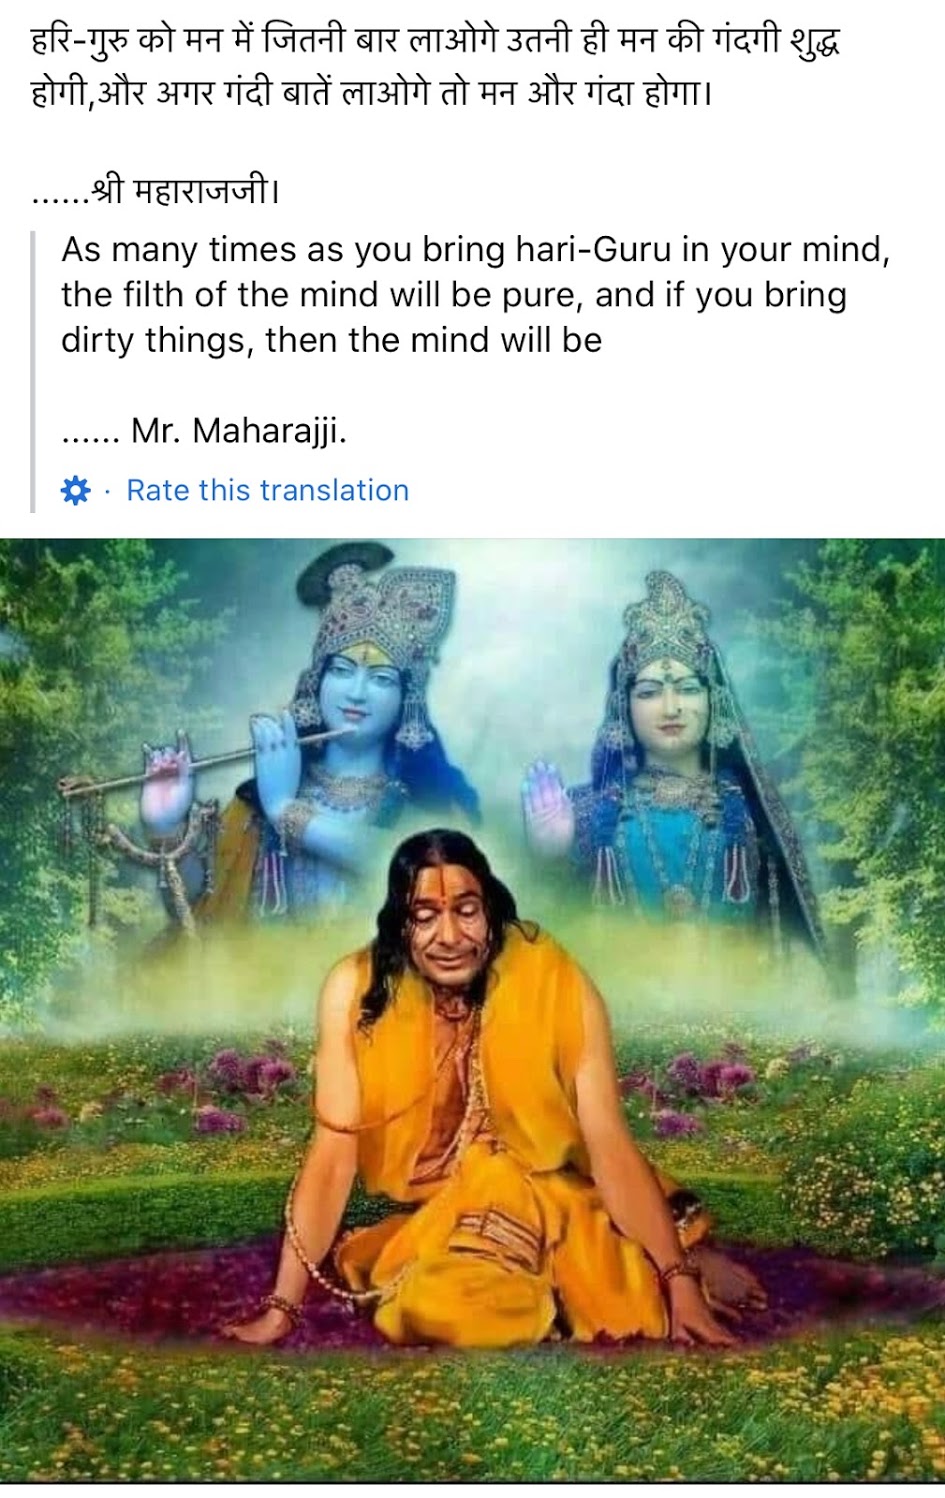 हरि-गुरु को मन में जितनी बार लाओगे उतनी ही मन की गंदगी शुद्ध
होगी,और अगर गंदी बातें लाओगे तो मन और गंदा होगा।
......श्री महाराजजी।
As many times as you bring hari-Guru in your mind,
the filth of the mind will be pure, and if you bring
dirty things, then the mind will be
...... Mr. Maharajji.
· Rate this translation